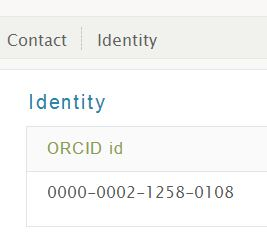 Contact Identity
Identity
ORCID id
0000-0002-1258-0108